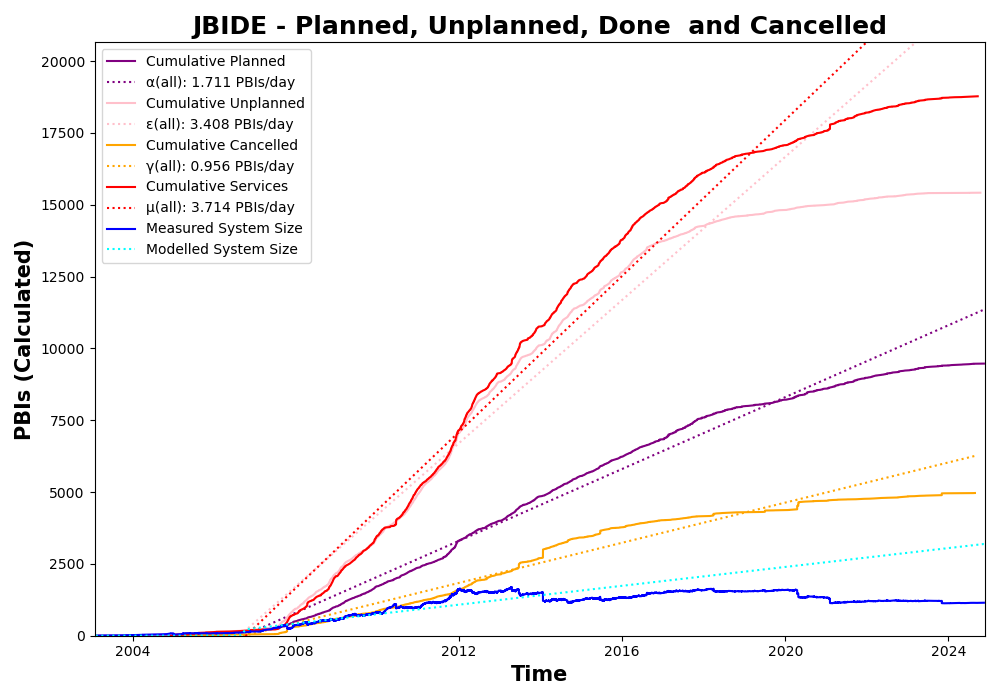 JBIDE - Planned, Unplanned, Done  and Cancelled
20000
17500
15000
12500
10000
7500
5000
2500
0
PBIs (Calculated)
Cumulative Planned
α(all): 1.711 PBIs/day
Cumulative Unplanned
ε(all): 3.408 PBIs/day
Cumulative Cancelled
γ(all): 0.956 PBIs/day
Cumulative Services
μ(all): 3.714 PBIs/day
Measured System Size
Modelled System Size
2004 2008 2012 2016 2020 2024
Time